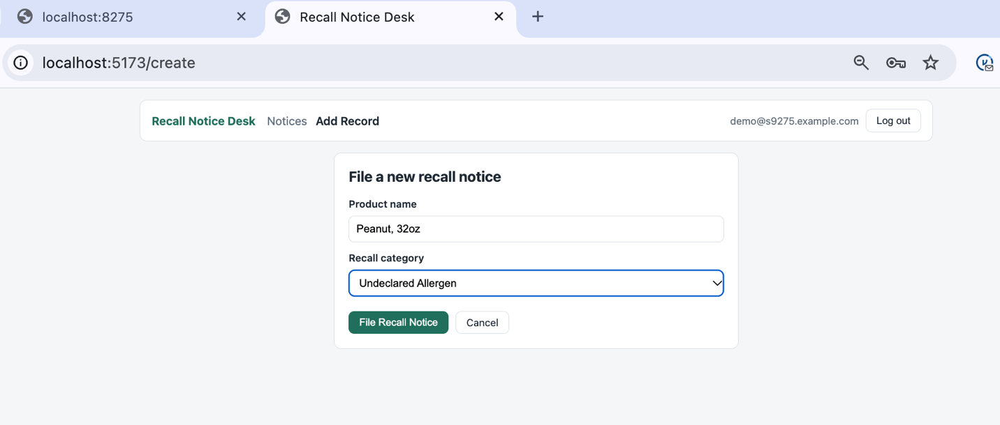 localhost:8275
Recall Notice Desk
localhost:5173/create
Recall Notice Desk Notices Add Record demo@s9275.example.com Log out
File a new recall notice
Product name
Peanut, 32oz
Recall category
Undeclared Allergen
File Recall Notice Cancel